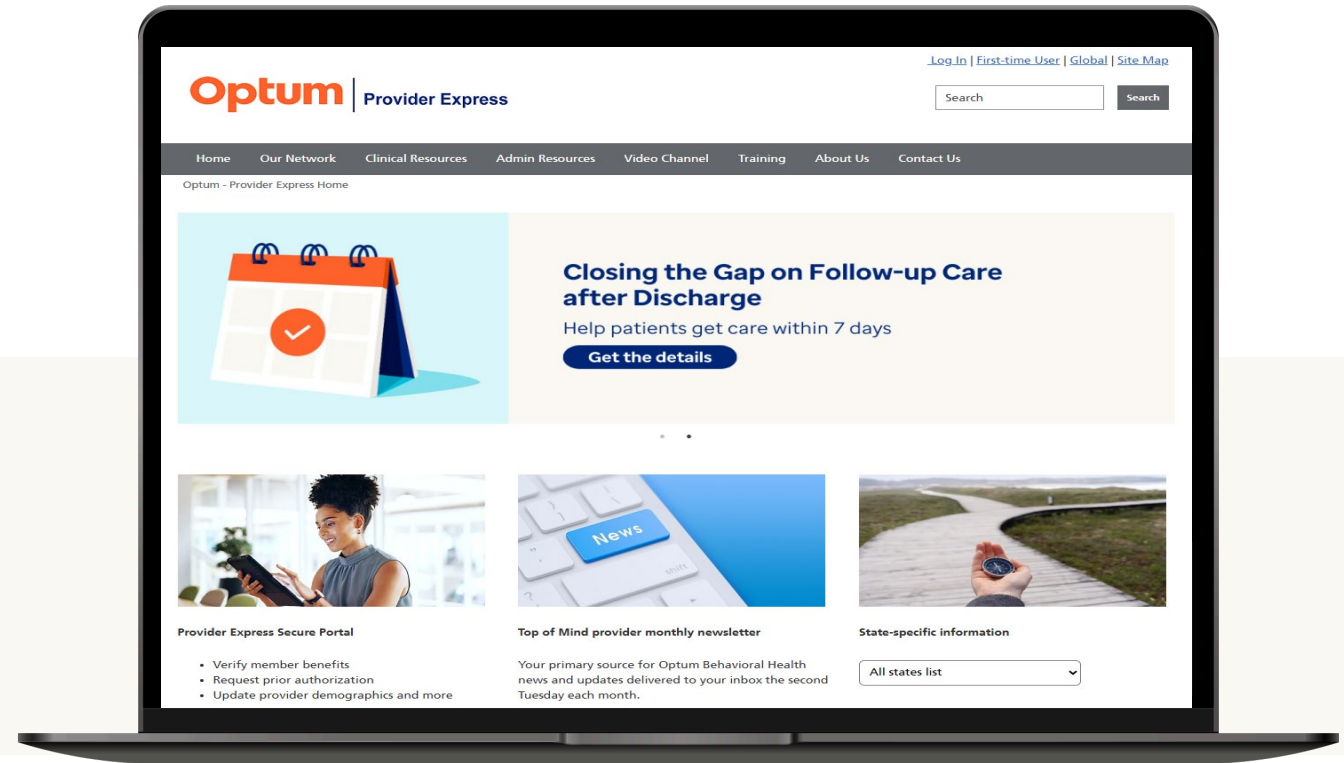 Log In | First-time User | Global | Site Map
Optum | Provider Express
Search Search
Home Our Network Clinical Resources Admin Resources Video Channel Training About Us Contact Us
Optum - Provider Express Home
Closing the Gap on Follow-up Care
after Discharge
Help patients get care within 7 days
Get the details
News
shift
?
Provider Express Secure Portal
• Verify member benefits
• Request prior authorization
• Update provider demographics and more
Top of Mind provider monthly newsletter
Your primary source for Optum Behavioral Health
news and updates delivered to your inbox the second
Tuesday each month.
State-specific information
All states list